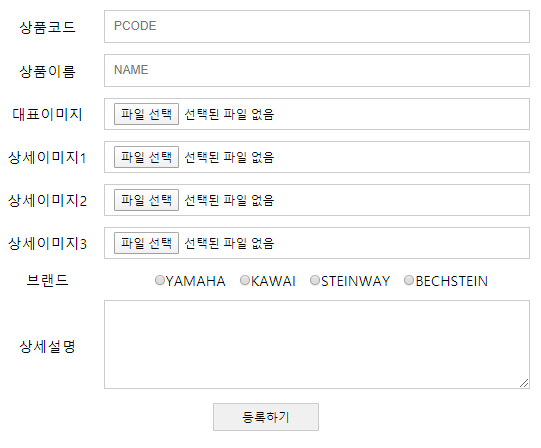 상품코드 PCODE
상품이름 NAME
대표이미지 파일 선택 선택된 파일 없음
상세이미지1 파일 선택 선택된 파일 없음
상세이미지2 파일 선택 선택된 파일 없음
상세이미지3 파일 선택 선택된 파일 없음
브랜드 YAMAHA KAWAI STEINWAY BECHSTEIN
상세설명
등록하기